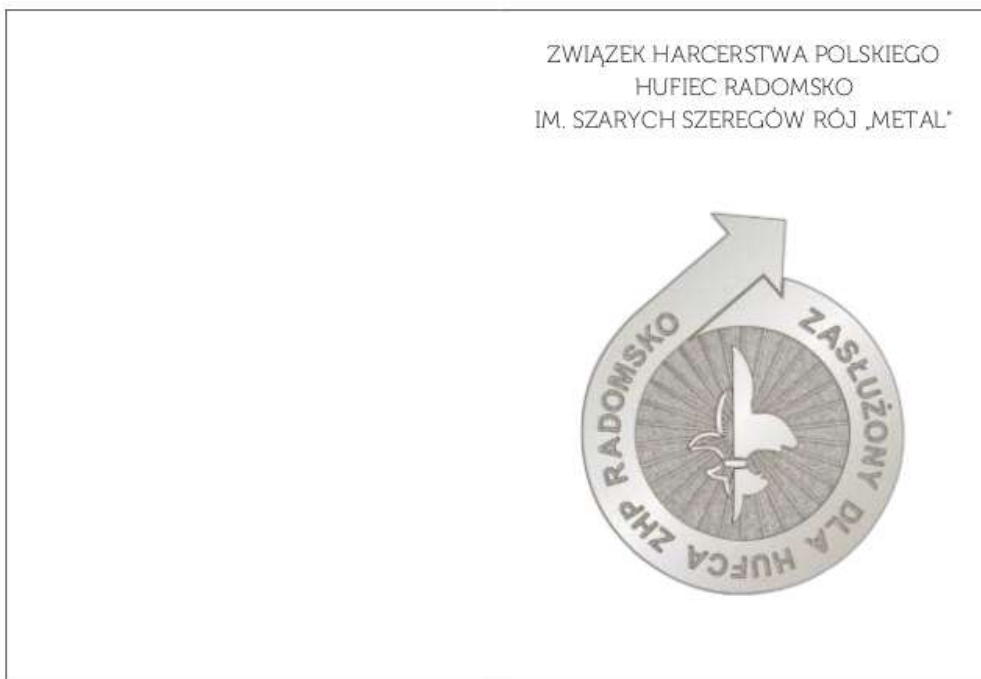 ZWIĄZEK HARCERSTWA POLSKIEGO
HUFIEC RADOMSKO
IM. SZARYCH SZEREGÓW RÓJ „METAL”
ZASŁUŻONY DLA HUFCA ZHP RADOMSKO